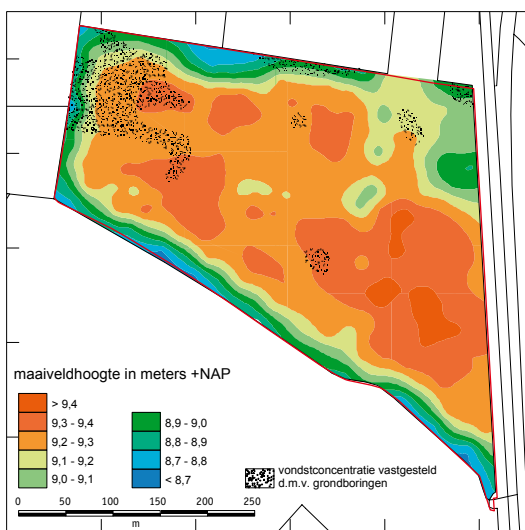 maaiveldhoogte in meters +NAP
> 9,4
9,3 - 9,4
9,2 - 9,3
9,1 - 9,2
9,0 - 9,1
8,9 - 9,0
8,8 - 8,9
8,7 - 8,8
< 8,7
vondstconcentratie vastgesteld
d.m.v. grondboringen
0 50 100 150 200 250
m